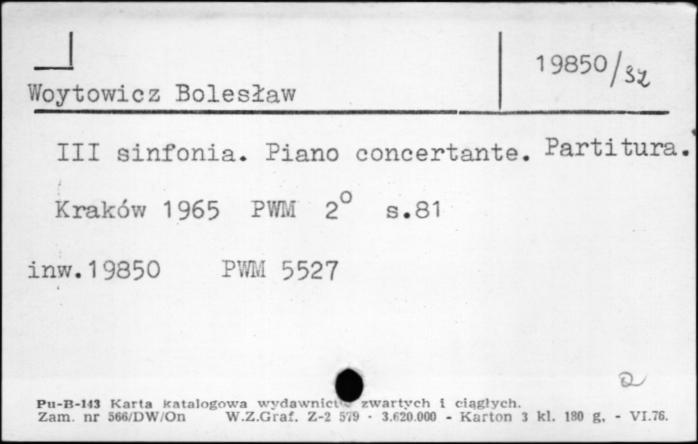 19850/32
Woytowicz Bolesław
III sinfonia. Piano concertante. Partitura.
Kraków 1965 PWM 2° s.81
inw.19850 PWM 5527
a
Pu-B-143 Karta katalogowa wydawnictw zwartych i ciągłych.
Zam. nr 566/DW/On W.Z.Graf. Z-2 579 · 3.620.000 - Karton 3 kl. 180 g. - VI.76.